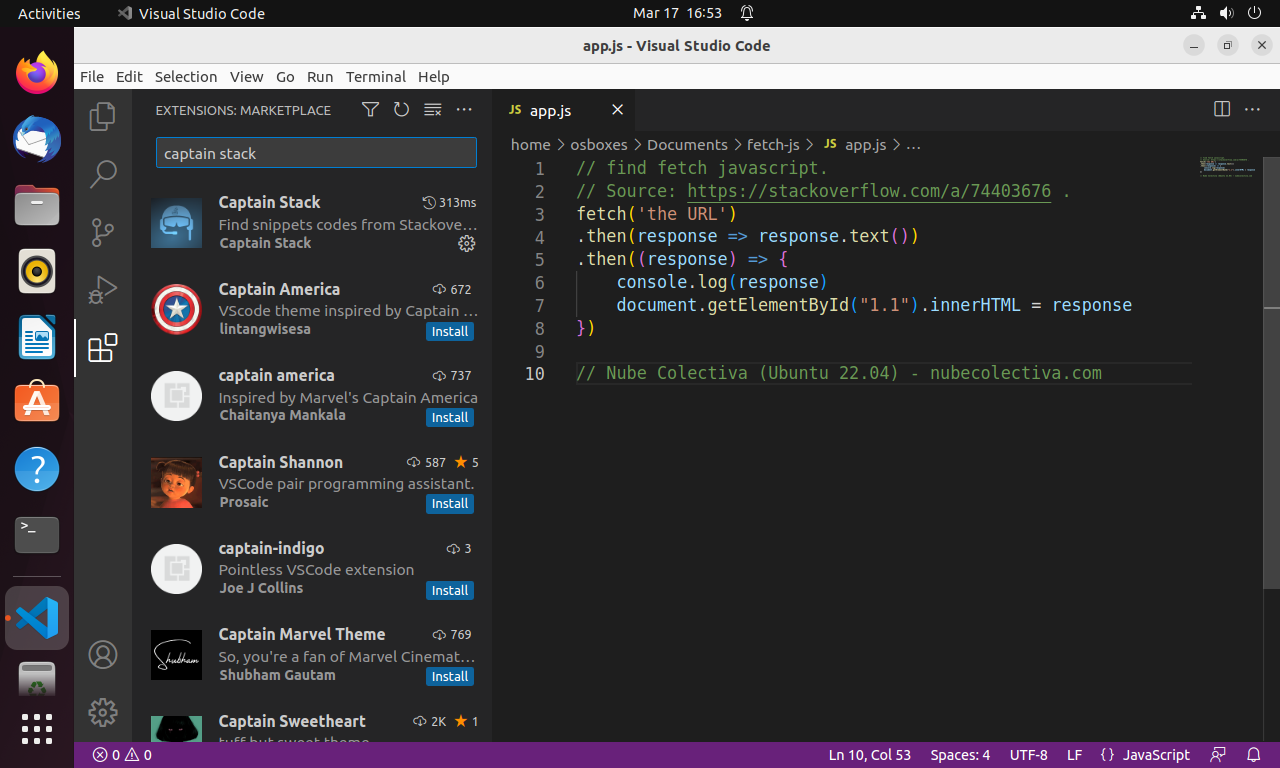 Activities
Visual Studio Code
Mar 17 16:53
app.js - Visual Studio Code
File Edit Selection View Go Run Terminal Help
EXTENSIONS: MARKETPLACE
captain stack
Captain Stack 313ms
Find snippets codes from Stackove...
Captain Stack
Captain America 672
VScode theme inspired by Captain ...
lintangwisesa Install
captain america 737
Inspired by Marvel's Captain America
Chaitanya Mankala Install
Captain Shannon 587 ★ 5
VSCode pair programming assistant.
Prosaic Install
captain-indigo 3
Pointless VSCode extension
Joe J Collins Install
Shubham
Captain Marvel Theme 769
So, you're a fan of Marvel Cinemat...
Shubham Gautam Install
Captain Sweetheart 2K ★ 1
tuff but sweet theme
JS app.js
home > osboxes > Documents > fetch-js > JS app.js > ...
1 // find fetch javascript.
2 // Source: https://stackoverflow.com/a/74403676 .
3 fetch('the URL')
4 .then(response => response.text())
5 .then((response) => {
6     console.log(response)
7     document.getElementById("1.1").innerHTML = response
8 })
9
10 // Nube Colectiva (Ubuntu 22.04) - nubecolectiva.com
0 0
Ln 10, Col 53 Spaces: 4 UTF-8 LF {} JavaScript